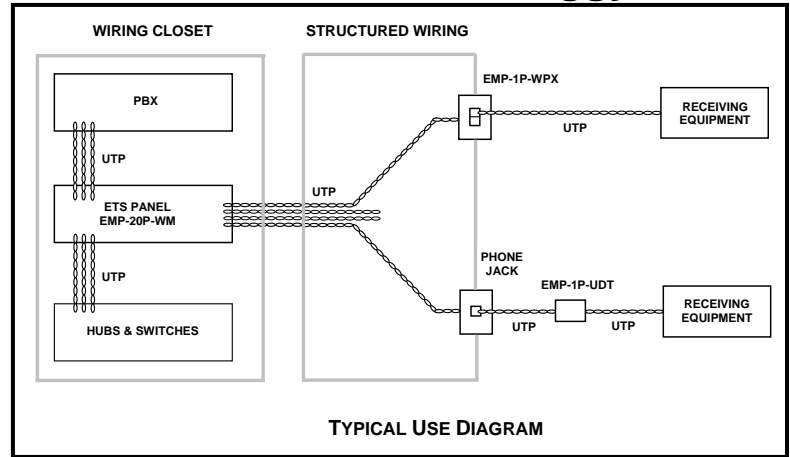 WIRING CLOSET
STRUCTURED WIRING
PBX
UTP
ETS PANEL
EMP-20P-WM
UTP
HUBS & SWITCHES
UTP
EMP-1P-WPX
UTP
RECEIVING
EQUIPMENT
PHONE
JACK
UTP
EMP-1P-UDT
UTP
RECEIVING
EQUIPMENT
TYPICAL USE DIAGRAM